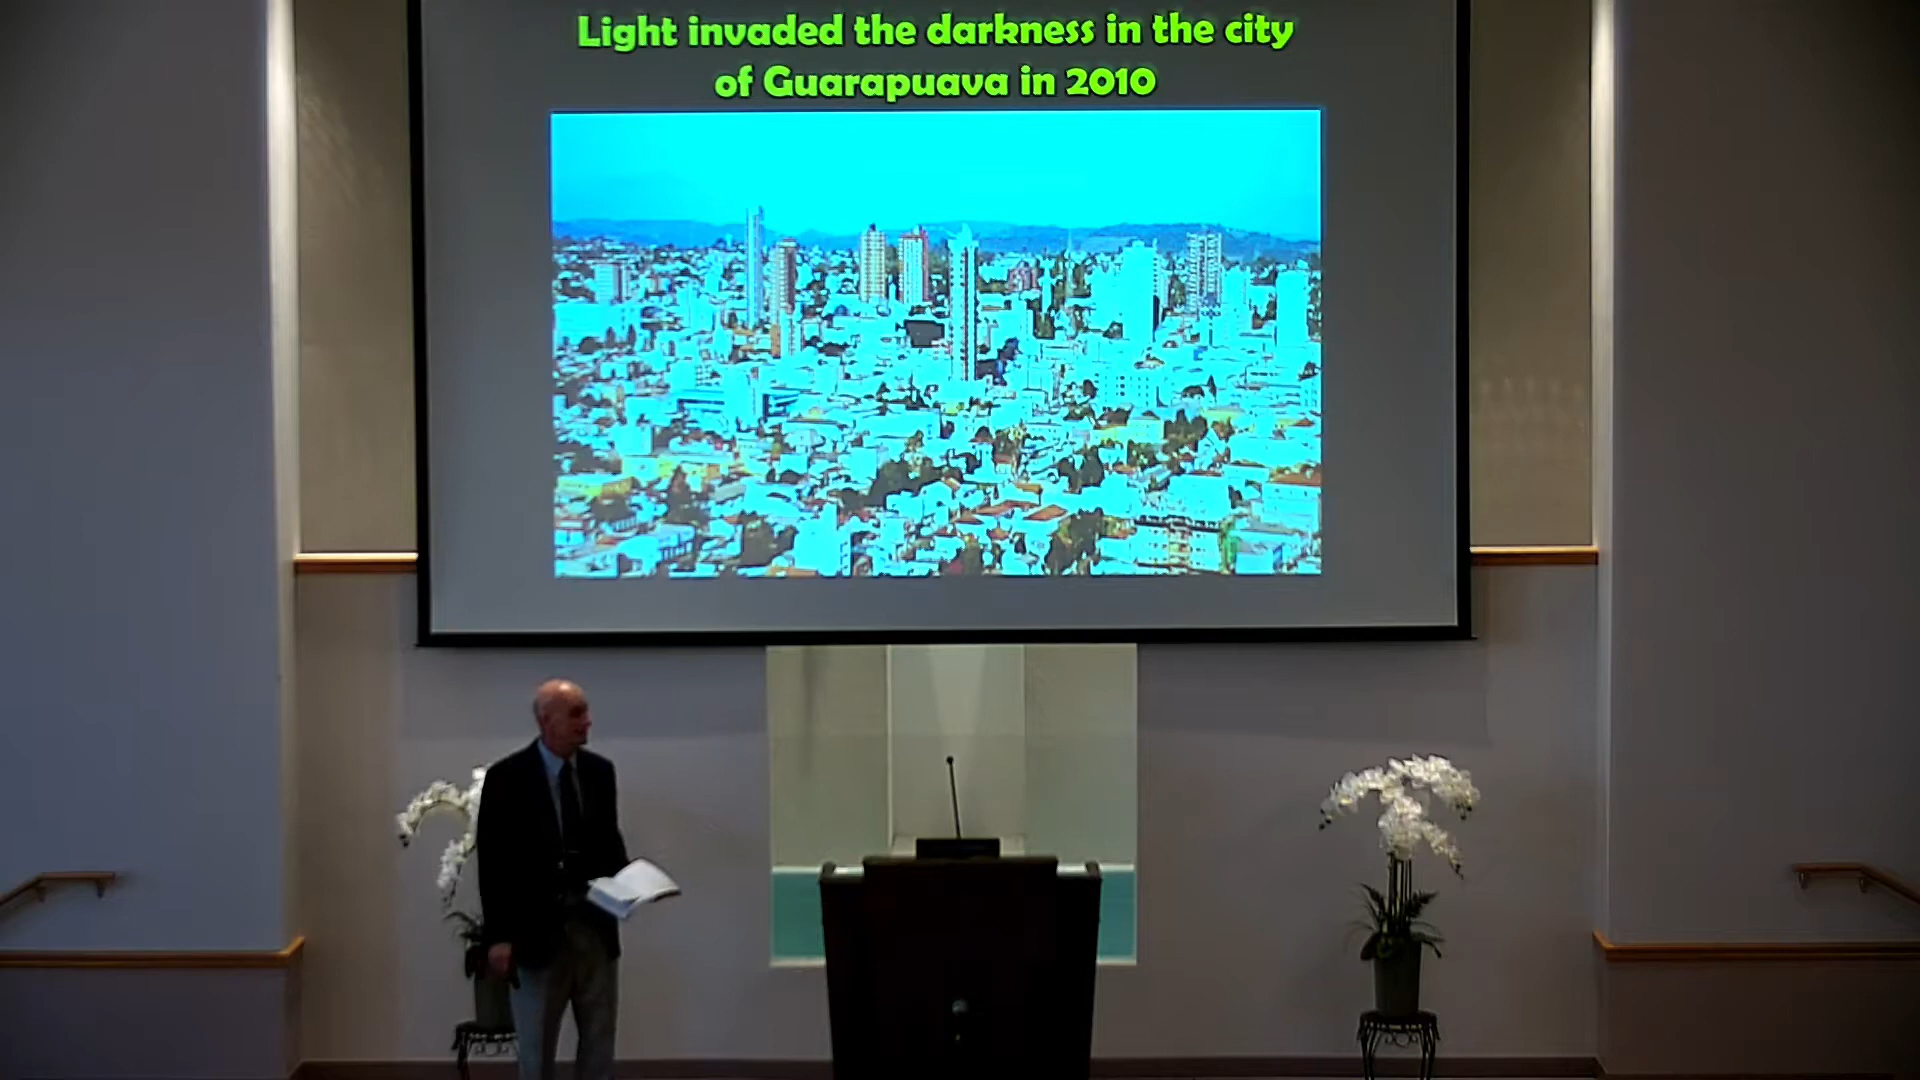 Light invaded the darkness in the city
of Guarapuava in 2010